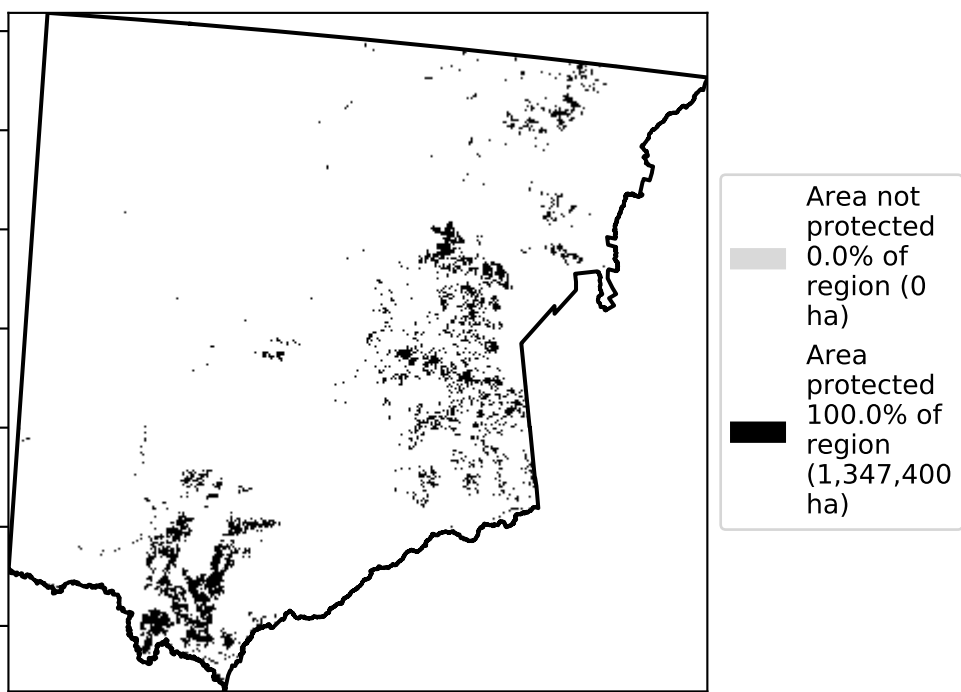 Area not
protected
0.0% of
region (0
ha)
Area
protected
100.0% of
region
(1,347,400
ha)